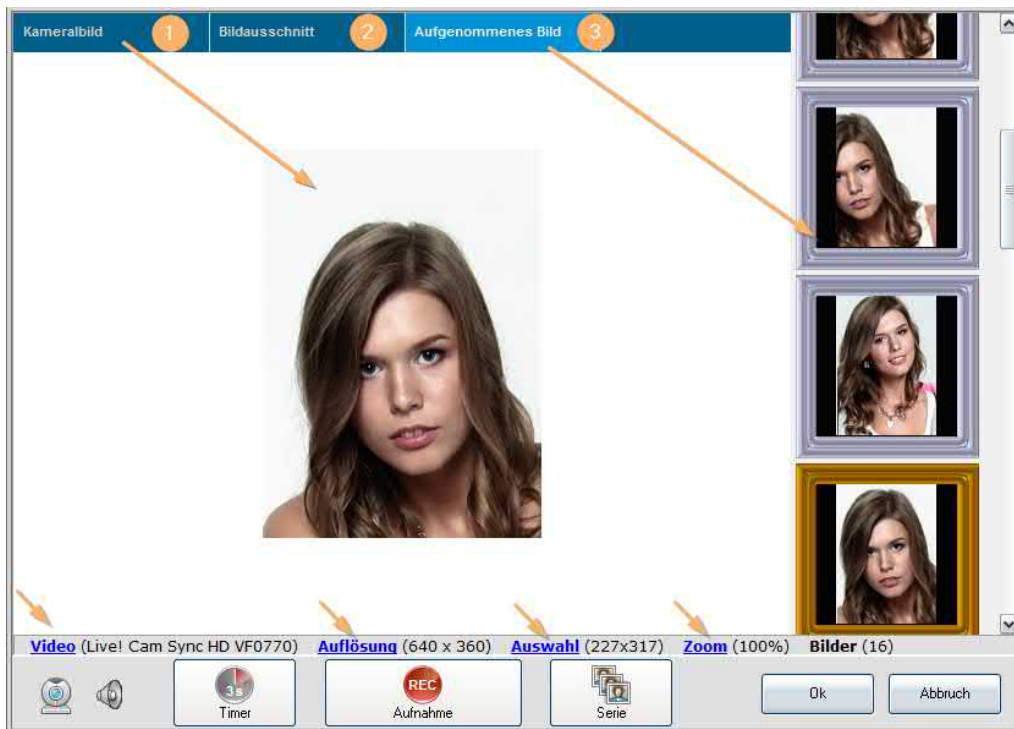 Kameralbild 1 Bildausschnitt 2 Aufgenommenes Bild 3
Video (Live! Cam Sync HD VF0770) Auflösung (640 x 360) Auswahl (227x317) Zoom (100%) Bilder (16)
3s REC
Timer Aufnahme Serie Ok Abbruch